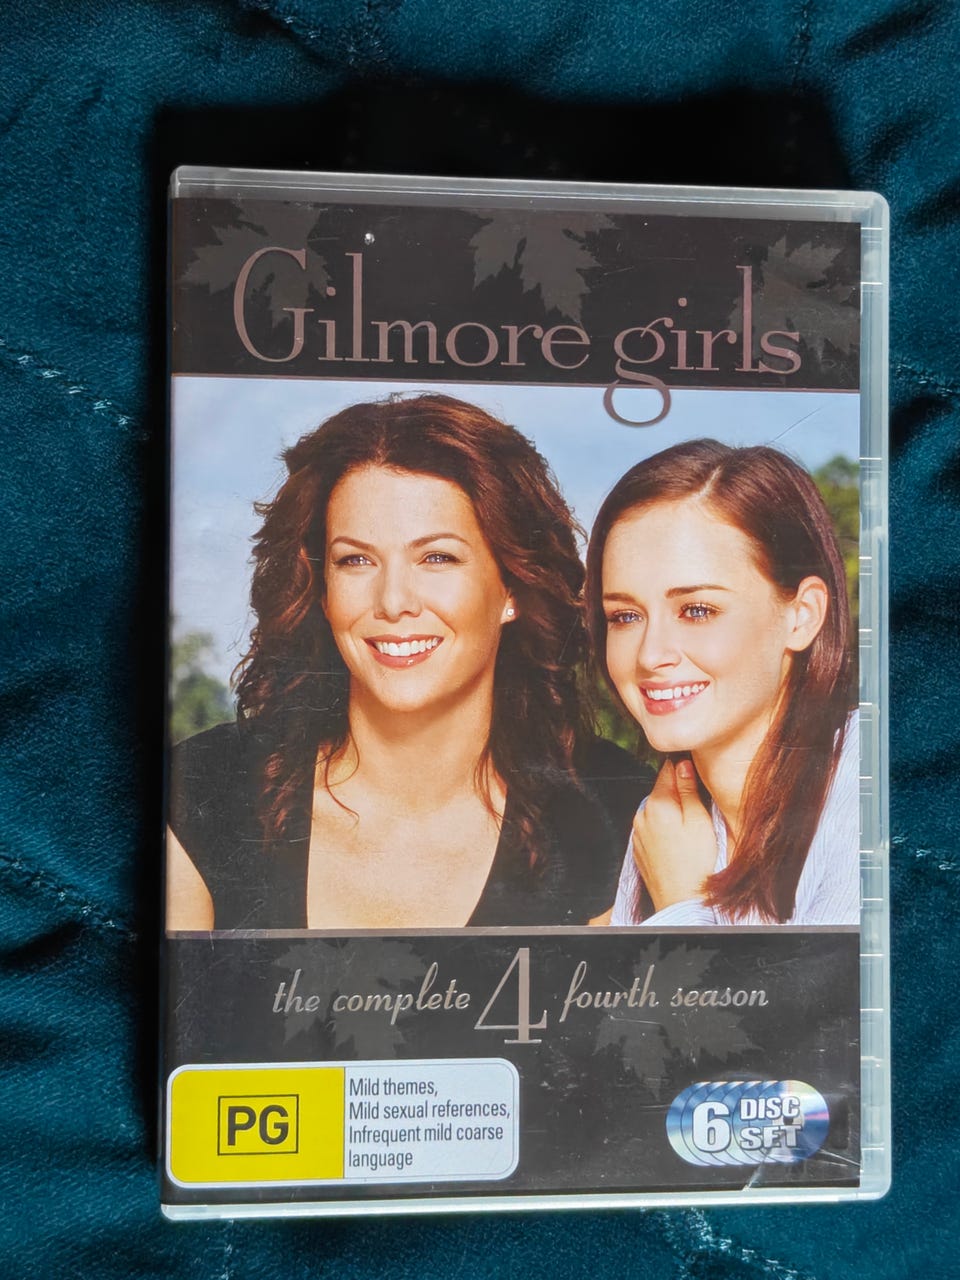 Gilmore girls
the complete 4 fourth season
PG
Mild themes,
Mild sexual references,
Infrequent mild coarse
language
6 DISC
SET